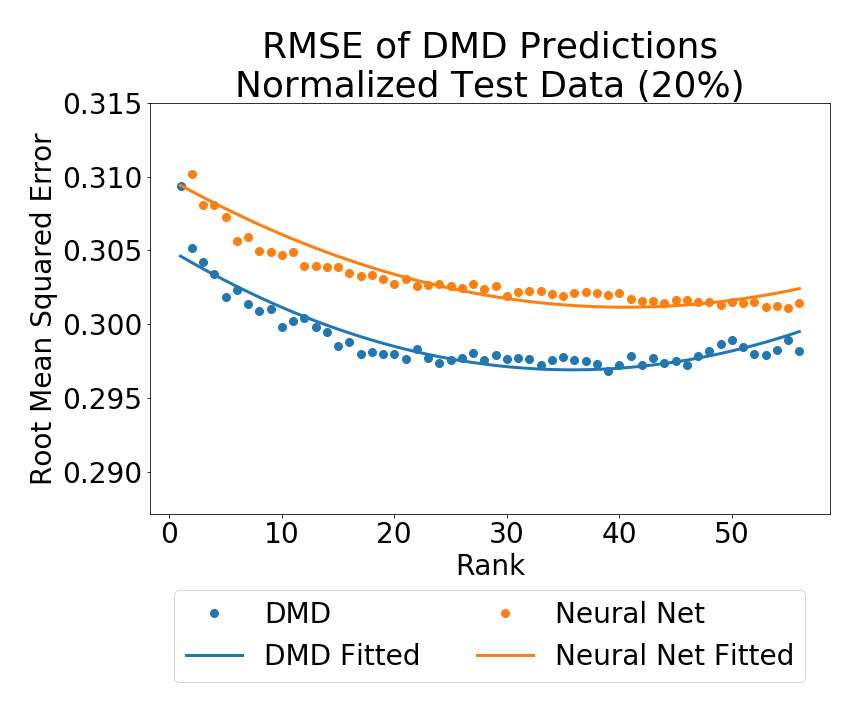 RMSE of DMD Predictions
Normalized Test Data (20%)
Root Mean Squared Error
0.315
0.310
0.305
0.300
0.295
0.290
0 10 20 30 40 50
Rank
DMD Neural Net
DMD Fitted Neural Net Fitted